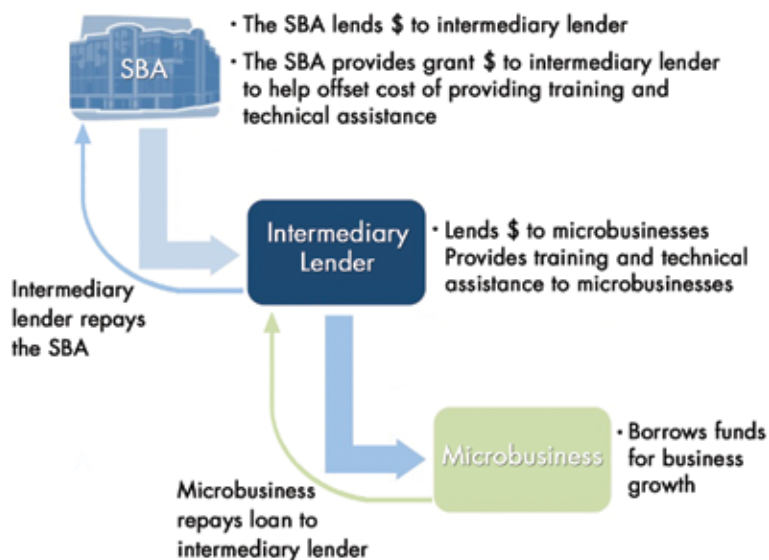 • The SBA lends $ to intermediary lender
SBA
• The SBA provides grant $ to intermediary lender
to help offset cost of providing training and
technical assistance
Intermediary
Lender
• Lends $ to microbusinesses
Provides training and technical
assistance to microbusinesses
Intermediary
lender repays
the SBA
Microbusiness
• Borrows funds
for business
growth
Microbusiness
repays loan to
intermediary lender